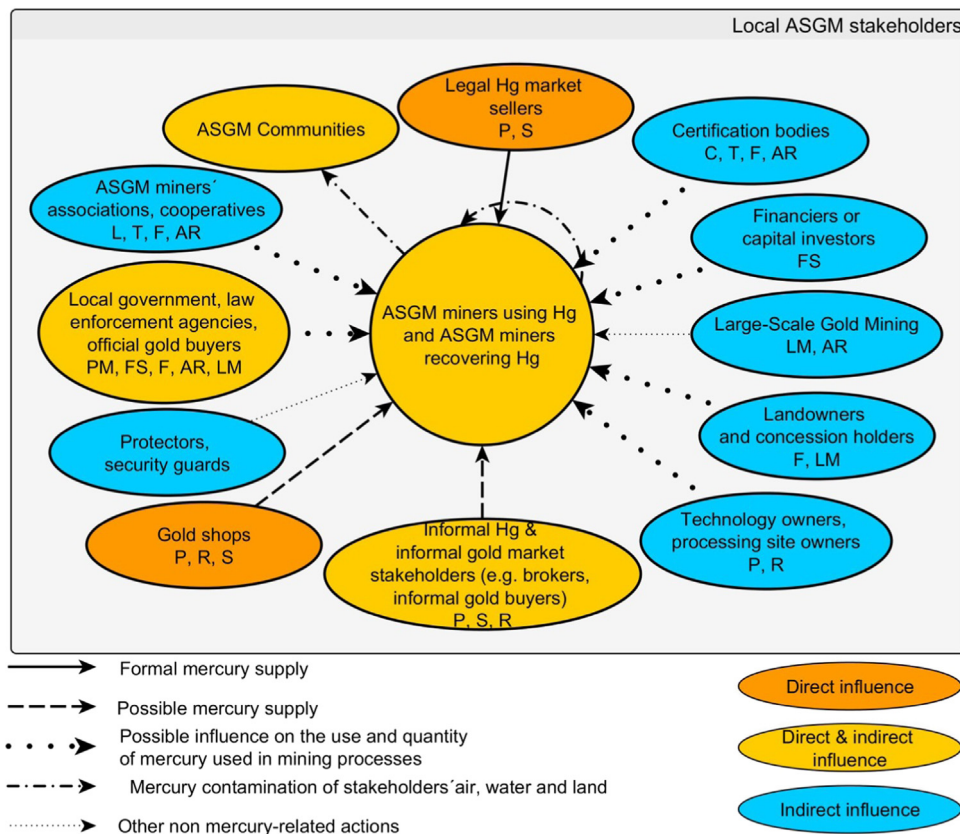 Local ASGM stakeholders
Legal Hg market
sellers
P, S
ASGM Communities
Certification bodies
C, T, F, AR
ASGM miners´
associations, cooperatives
L, T, F, AR
Financiers or
capital investors
FS
Local government, law
enforcement agencies,
official gold buyers
PM, FS, F, AR, LM
ASGM miners using Hg
and ASGM miners
recovering Hg
Large-Scale Gold Mining
LM, AR
Protectors,
security guards
Landowners
and concession holders
F, LM
Gold shops
P, R, S
Informal Hg &
informal gold market
stakeholders (e.g. brokers,
informal gold buyers)
P, S, R
Technology owners,
processing site owners
P, R
Formal mercury supply
Possible mercury supply
Possible influence on the use and quantity
of mercury used in mining processes
Mercury contamination of stakeholders´air, water and land
Other non mercury-related actions
Direct influence
Direct & indirect
influence
Indirect influence